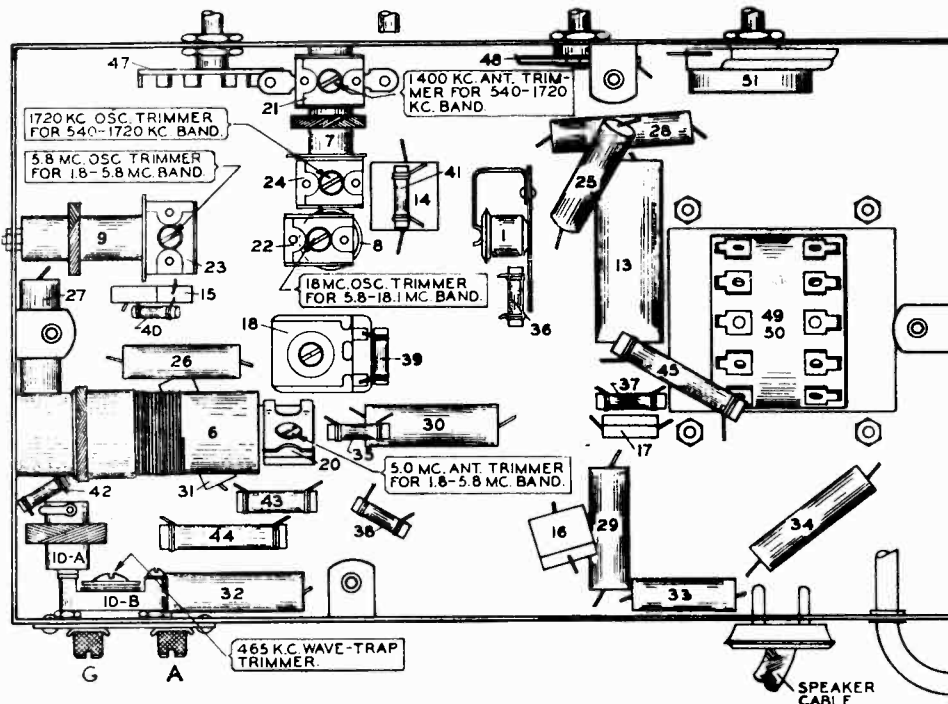 47
48
51
21
1400 KC. ANT. TRIM-
MER FOR 540-1720
KC. BAND.
1720 KC OSC. TRIMMER
FOR 540-1720 KC. BAND.
7
28
5.8 MC. OSC TRIMMER
FOR 1.8-5.8 MC. BAND.
24
41
14
25
9
22
8
1
13
23
27
15
40
18 MC. OSC. TRIMMER
FOR 5.8-18.1 MC. BAND.
36
49
50
18
39
26
45
37
6
30
35
17
20
5.0 MC. ANT. TRIMMER
FOR 1.8-5.8 MC. BAND.
31
42
43
38
44
16
29
34
1D-A
1D-B
32
33
465 K.C. WAVE-TRAP
TRIMMER.
G
A
SPEAKER
CABLE